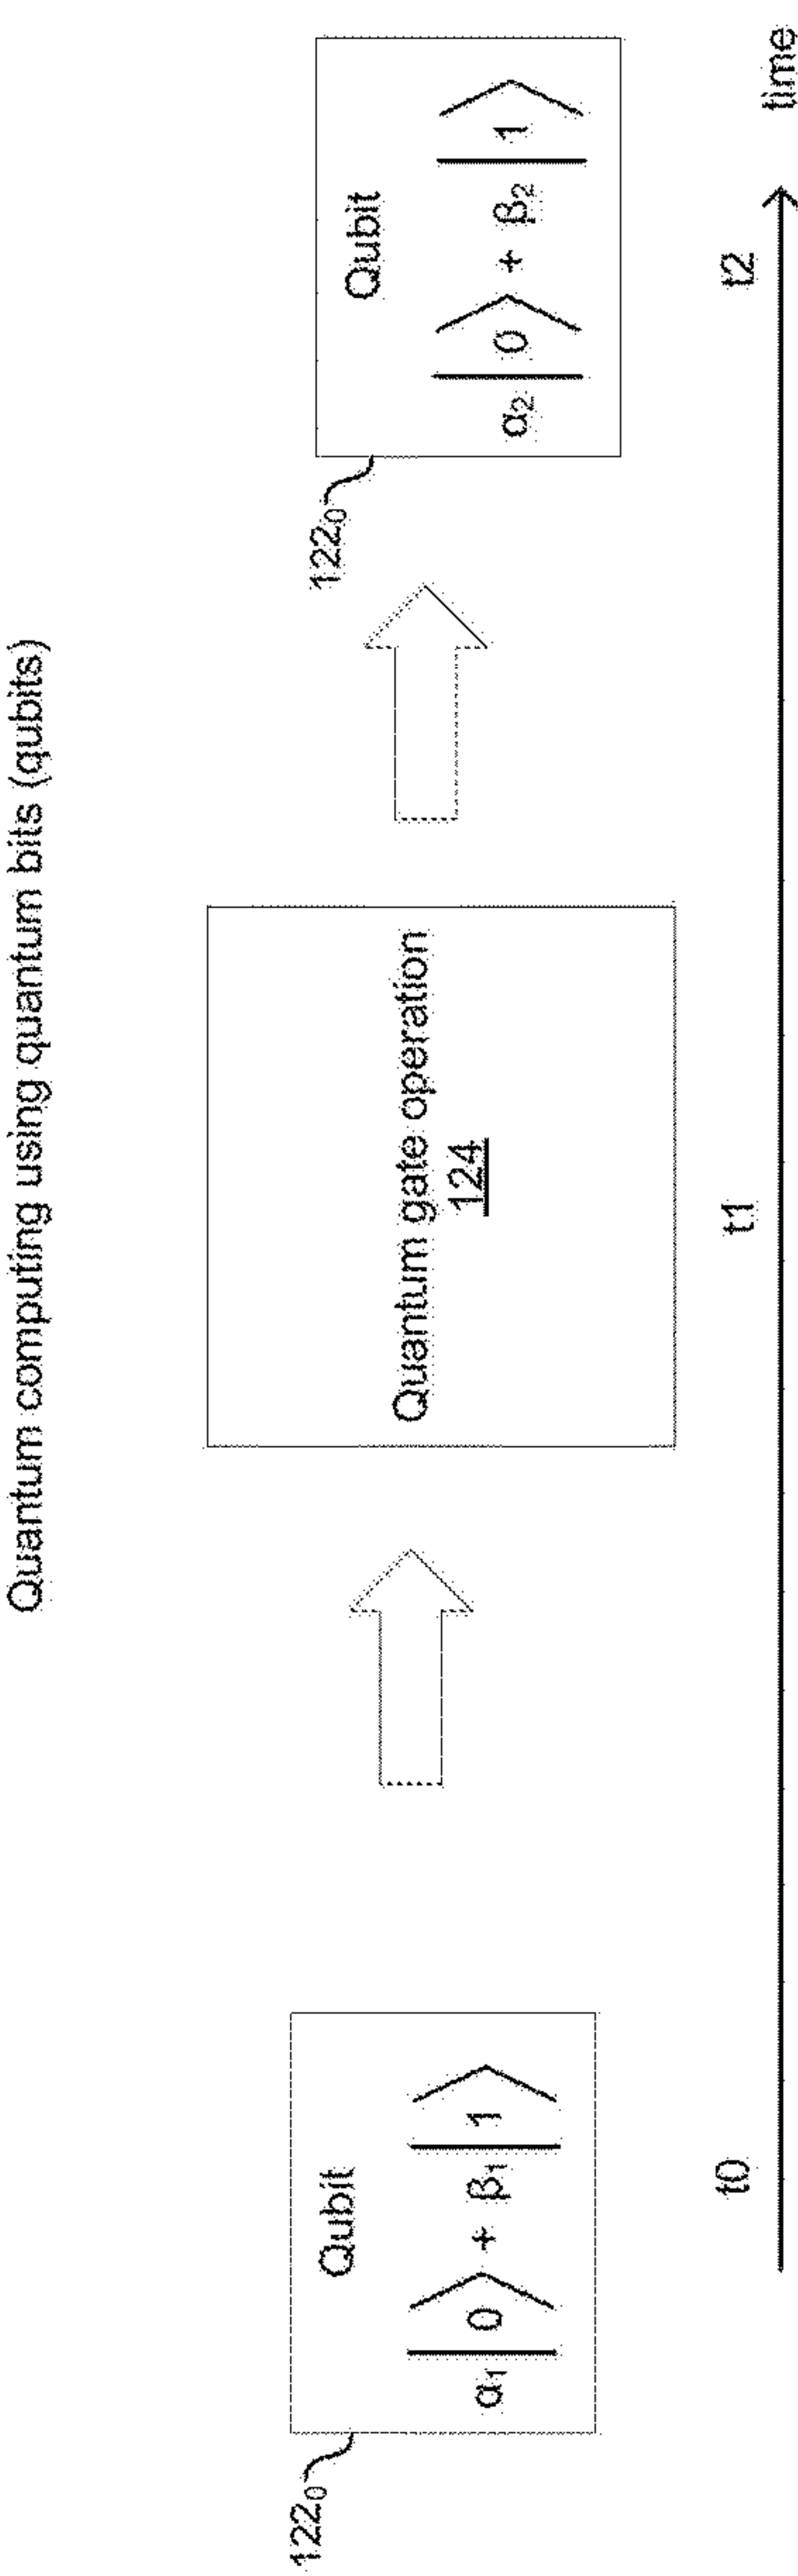 Quantum computing using quantum bits (qubits)
122₀
Qubit
α₁|0⟩ + β₁|1⟩
Quantum gate operation
124
122₀
Qubit
α₂|0⟩ + β₂|1⟩
t0
t1
t2
time